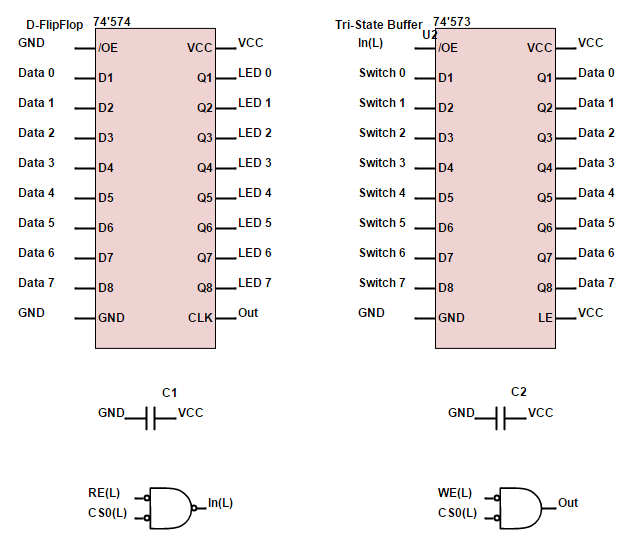 D-FlipFlop 74'574
GND /OE VCC VCC
Data 0 D1 Q1 LED 0
Data 1 D2 Q2 LED 1
Data 2 D3 Q3 LED 2
Data 3 D4 Q4 LED 3
Data 4 D5 Q5 LED 4
Data 5 D6 Q6 LED 5
Data 6 D7 Q7 LED 6
Data 7 D8 Q8 LED 7
GND GND CLK Out
Tri-State Buffer 74'573
U2
In(L) /OE VCC VCC
Switch 0 D1 Q1 Data 0
Switch 1 D2 Q2 Data 1
Switch 2 D3 Q3 Data 2
Switch 3 D4 Q4 Data 3
Switch 4 D5 Q5 Data 4
Switch 5 D6 Q6 Data 5
Switch 6 D7 Q7 Data 6
Switch 7 D8 Q8 Data 7
GND GND LE VCC
C1
GND VCC
C2
GND VCC
RE(L)
In(L)
CS0(L)
WE(L)
Out
CS0(L)